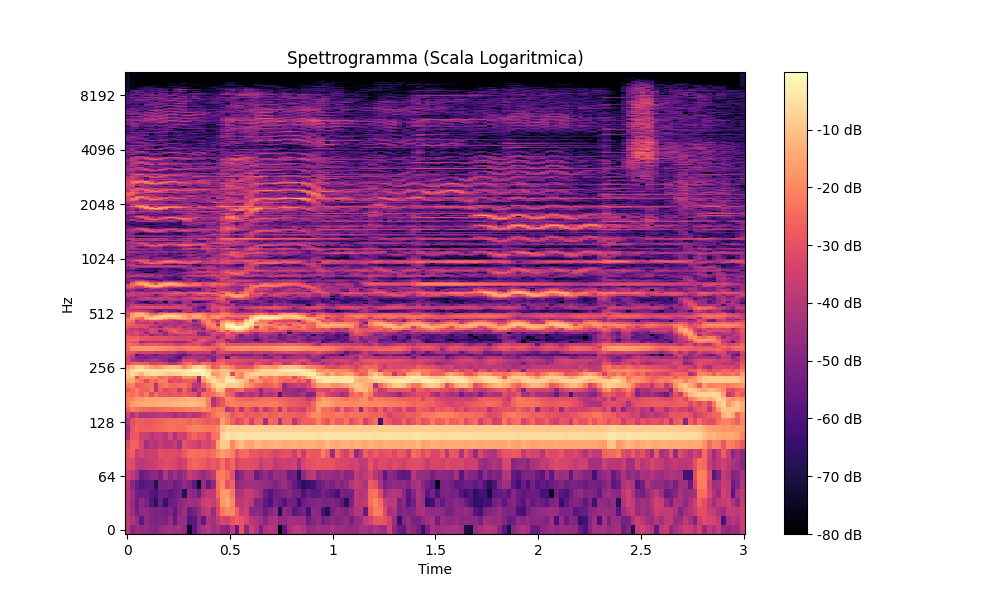 Spettrogramma (Scala Logaritmica)
8192
4096
2048
1024
512
256
128
64
0
Hz
0 0.5 1 1.5 2 2.5 3
Time
-10 dB
-20 dB
-30 dB
-40 dB
-50 dB
-60 dB
-70 dB
-80 dB